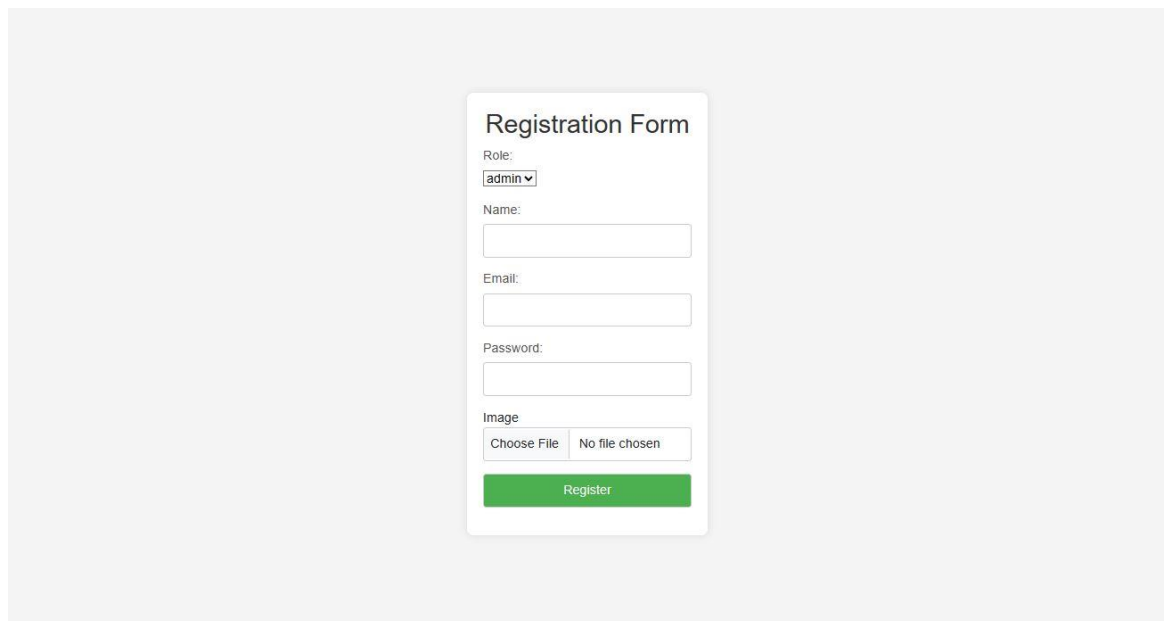 Registration Form
Role:
admin
Name:
Email:
Password:
Image
Choose File No file chosen
Register